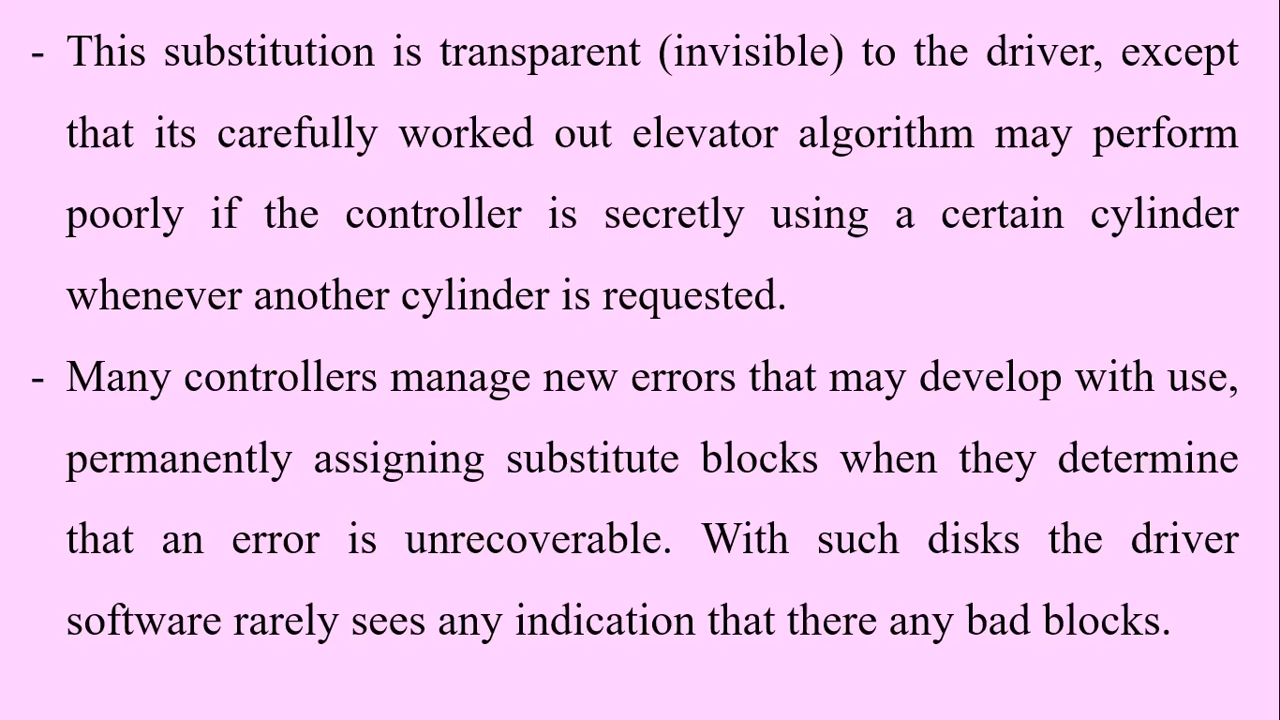 - This substitution is transparent (invisible) to the driver, except
that its carefully worked out elevator algorithm may perform
poorly if the controller is secretly using a certain cylinder
whenever another cylinder is requested.
- Many controllers manage new errors that may develop with use,
permanently assigning substitute blocks when they determine
that an error is unrecoverable. With such disks the driver
software rarely sees any indication that there any bad blocks.